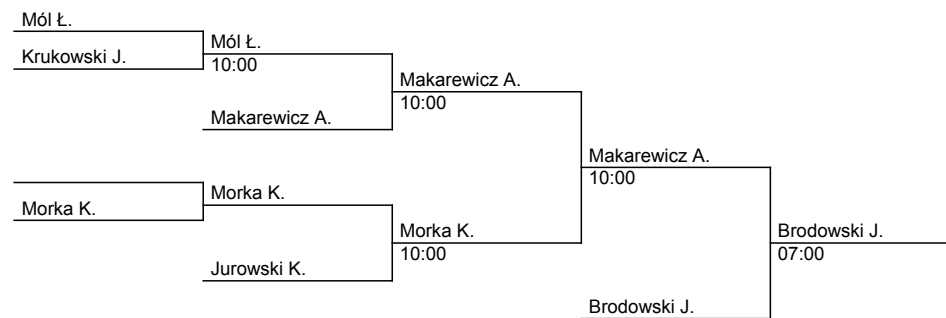 Mól Ł.
Krukowski J.
Mól Ł.
10:00
Makarewicz A.
Makarewicz A.
10:00
Morka K.
Morka K.
Jurowski K.
Morka K.
10:00
Makarewicz A.
10:00
Brodowski J.
Brodowski J.
07:00